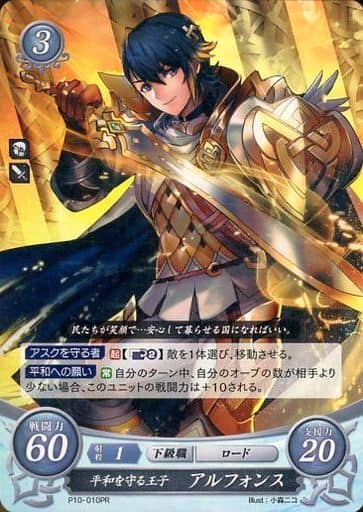 3
民たちが笑顔で…安心して暮らせる国になればいい。
アスクを守る者 起【2】敵を1体選び、移動させる。
平和への願い 常 自分のターン中、自分のオーブの数が相手より
少ない場合、このユニットの戦闘力は+10される。
戦闘力 60 射程 1 下級職 ロード 支援力 20
平和を守る王子 アルフォンス
P10-010PR Illust:小森ニコ